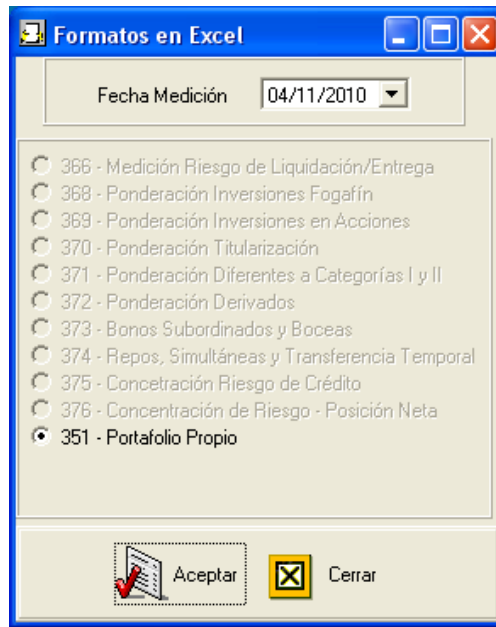 Formatos en Excel
Fecha Medición 04/11/2010
366 - Medición Riesgo de Liquidación/Entrega
368 - Ponderación Inversiones Fogafín
369 - Ponderación Inversiones en Acciones
370 - Ponderación Titularización
371 - Ponderación Diferentes a Categorías I y II
372 - Ponderación Derivados
373 - Bonos Subordinados y Boceas
374 - Repos, Simultáneas y Transferencia Temporal
375 - Concetración Riesgo de Crédito
376 - Concentración de Riesgo - Posición Neta
351 - Portafolio Propio
Aceptar Cerrar